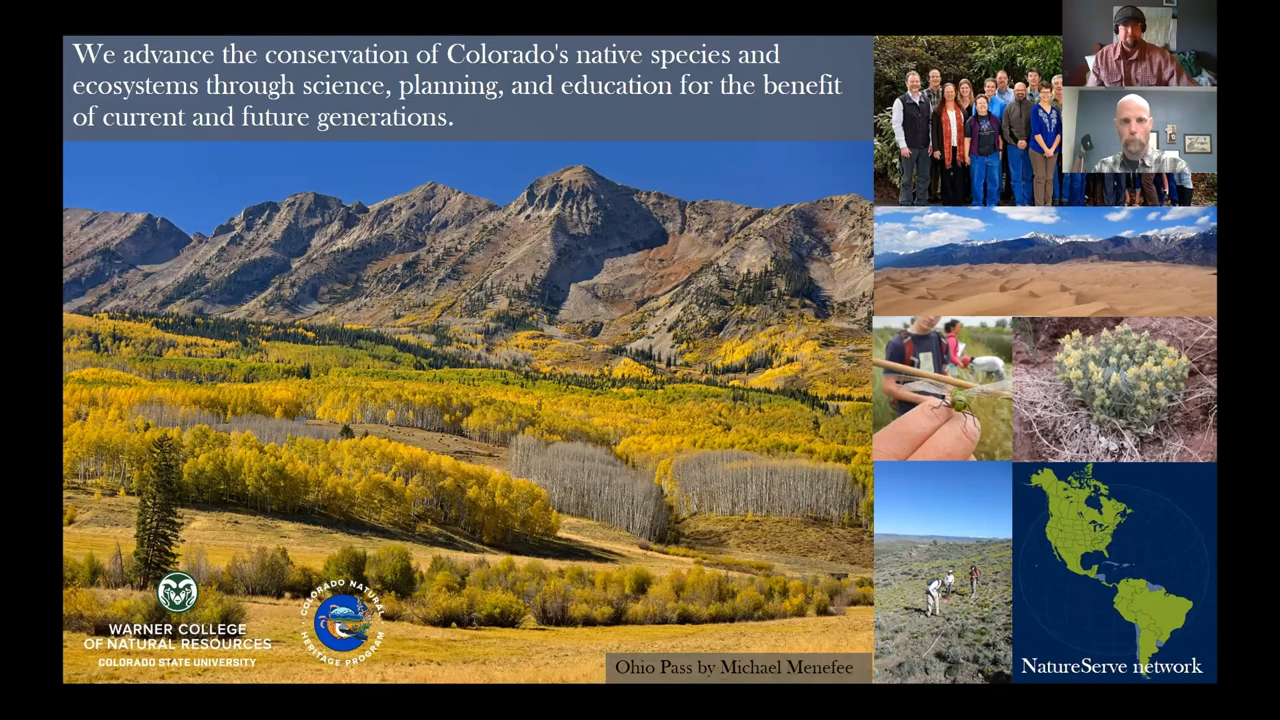 We advance the conservation of Colorado's native species and
ecosystems through science, planning, and education for the benefit
of current and future generations.
WARNER COLLEGE
OF NATURAL RESOURCES
COLORADO STATE UNIVERSITY
COLORADO NATURAL
HERITAGE PROGRAM
Ohio Pass by Michael Menefee
NatureServe network